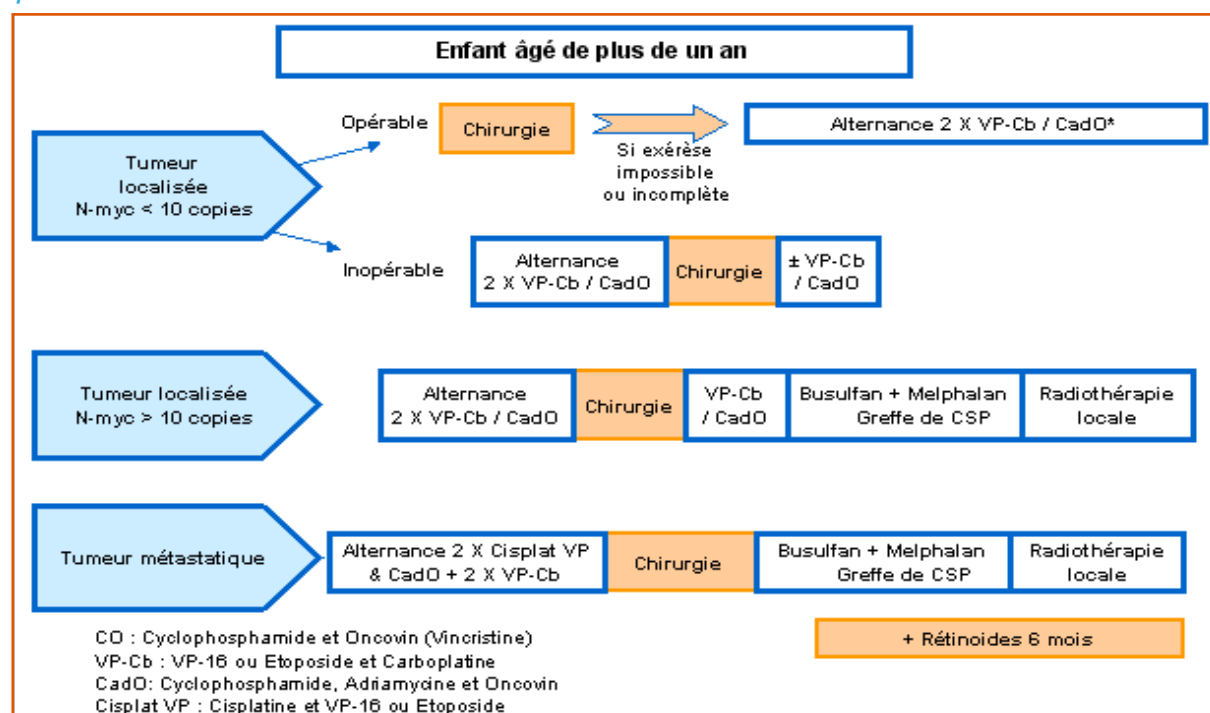 Enfant âgé de plus de un an
Opérable
Chirurgie
Alternance 2 X VP-Cb / CadO*
Si exérèse
impossible
ou incomplète
Tumeur
localisée
N-myc < 10 copies
Inopérable
Alternance
2 X VP-Cb / CadO
Chirurgie
± VP-Cb
/ CadO
Tumeur localisée
N-myc > 10 copies
Alternance
2 X VP-Cb / CadO
Chirurgie
VP-Cb
/ CadO
Busulfan + Melphalan
Greffe de CSP
Radiothérapie
locale
Tumeur métastatique
Alternance 2 X Cisplat VP
& CadO + 2 X VP-Cb
Chirurgie
Busulfan + Melphalan
Greffe de CSP
Radiothérapie
locale
+ Rétinoides 6 mois
CO : Cyclophosphamide et Oncovin (Vincristine)
VP-Cb : VP-16 ou Etoposide et Carboplatine
CadO: Cyclophosphamide, Adriamycine et Oncovin
Cisplat VP : Cisplatine et VP-16 ou Etoposide